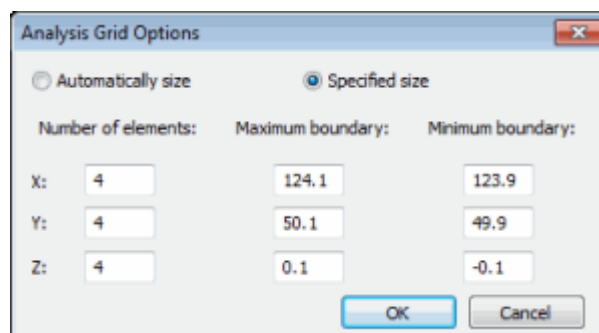 Analysis Grid Options
Automatically size Specified size
Number of elements: Maximum boundary: Minimum boundary:
X: 4 124.1 123.9
Y: 4 50.1 49.9
Z: 4 0.1 -0.1
OK Cancel